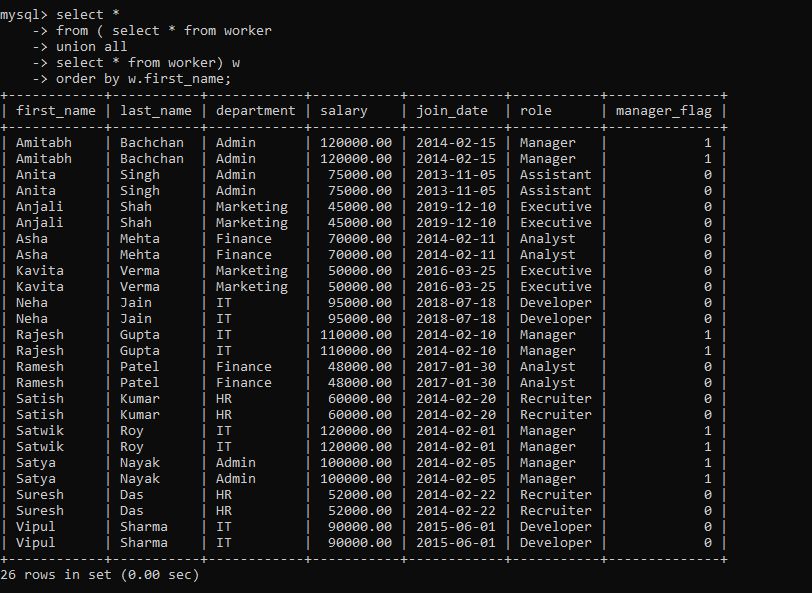 mysql> select *
    -> from ( select * from worker
    -> union all
    -> select * from worker) w
    -> order by w.first_name;
+------------+-----------+------------+-----------+------------+-----------+--------------+
| first_name | last_name | department | salary    | join_date  | role      | manager_flag |
+------------+-----------+------------+-----------+------------+-----------+--------------+
| Amitabh    | Bachchan  | Admin      | 120000.00 | 2014-02-15 | Manager   |            1 |
| Amitabh    | Bachchan  | Admin      | 120000.00 | 2014-02-15 | Manager   |            1 |
| Anita      | Singh     | Admin      |  75000.00 | 2013-11-05 | Assistant |            0 |
| Anita      | Singh     | Admin      |  75000.00 | 2013-11-05 | Assistant |            0 |
| Anjali     | Shah      | Marketing  |  45000.00 | 2019-12-10 | Executive |            0 |
| Anjali     | Shah      | Marketing  |  45000.00 | 2019-12-10 | Executive |            0 |
| Asha       | Mehta     | Finance    |  70000.00 | 2014-02-11 | Analyst   |            0 |
| Asha       | Mehta     | Finance    |  70000.00 | 2014-02-11 | Analyst   |            0 |
| Kavita     | Verma     | Marketing  |  50000.00 | 2016-03-25 | Executive |            0 |
| Kavita     | Verma     | Marketing  |  50000.00 | 2016-03-25 | Executive |            0 |
| Neha       | Jain      | IT         |  95000.00 | 2018-07-18 | Developer |            0 |
| Neha       | Jain      | IT         |  95000.00 | 2018-07-18 | Developer |            0 |
| Rajesh     | Gupta     | IT         | 110000.00 | 2014-02-10 | Manager   |            1 |
| Rajesh     | Gupta     | IT         | 110000.00 | 2014-02-10 | Manager   |            1 |
| Ramesh     | Patel     | Finance    |  48000.00 | 2017-01-30 | Analyst   |            0 |
| Ramesh     | Patel     | Finance    |  48000.00 | 2017-01-30 | Analyst   |            0 |
| Satish     | Kumar     | HR         |  60000.00 | 2014-02-20 | Recruiter |            0 |
| Satish     | Kumar     | HR         |  60000.00 | 2014-02-20 | Recruiter |            0 |
| Satwik     | Roy       | IT         | 120000.00 | 2014-02-01 | Manager   |            1 |
| Satwik     | Roy       | IT         | 120000.00 | 2014-02-01 | Manager   |            1 |
| Satya      | Nayak     | Admin      | 100000.00 | 2014-02-05 | Manager   |            1 |
| Satya      | Nayak     | Admin      | 100000.00 | 2014-02-05 | Manager   |            1 |
| Suresh     | Das       | HR         |  52000.00 | 2014-02-22 | Recruiter |            0 |
| Suresh     | Das       | HR         |  52000.00 | 2014-02-22 | Recruiter |            0 |
| Vipul      | Sharma    | IT         |  90000.00 | 2015-06-01 | Developer |            0 |
| Vipul      | Sharma    | IT         |  90000.00 | 2015-06-01 | Developer |            0 |
+------------+-----------+------------+-----------+------------+-----------+--------------+
26 rows in set (0.00 sec)